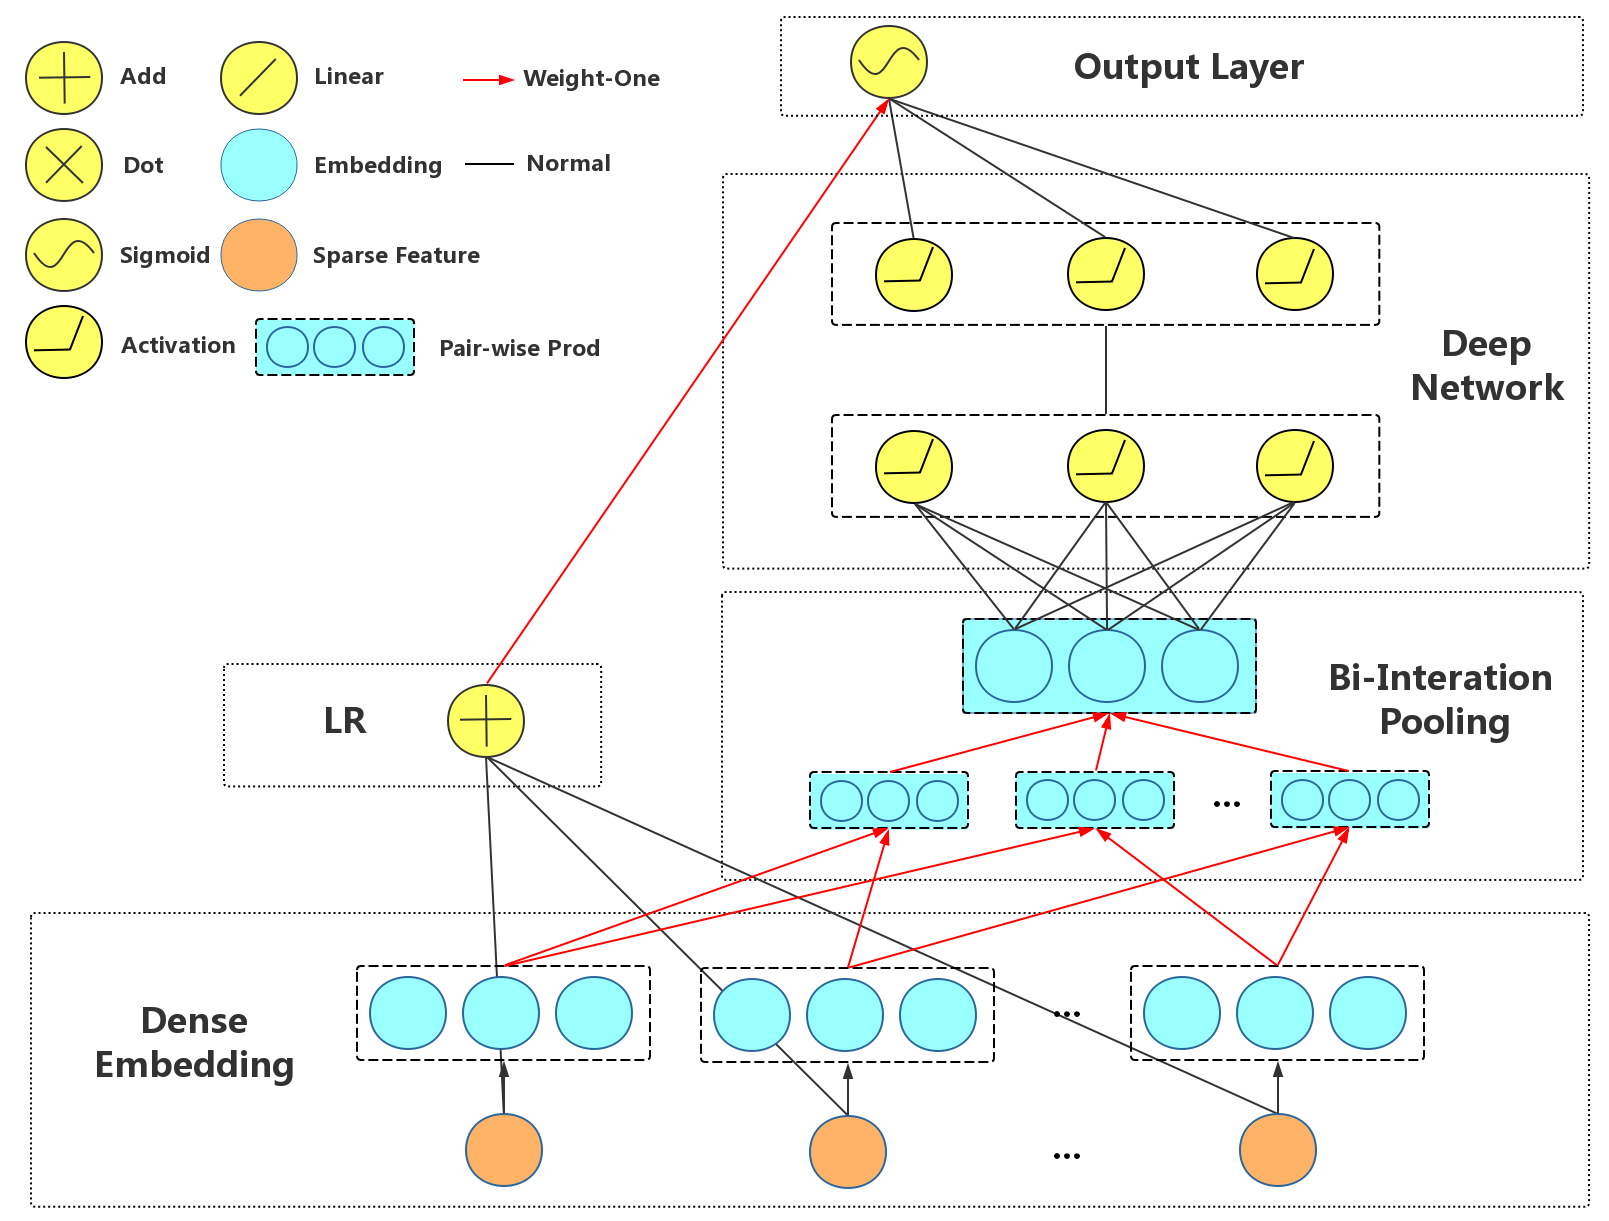 Add
Linear
Weight-One
Dot
Embedding
Normal
Sigmoid
Sparse Feature
Activation
Pair-wise Prod
Output Layer
Deep
Network
Bi-Interation
Pooling
...
LR
Dense
Embedding
...
...